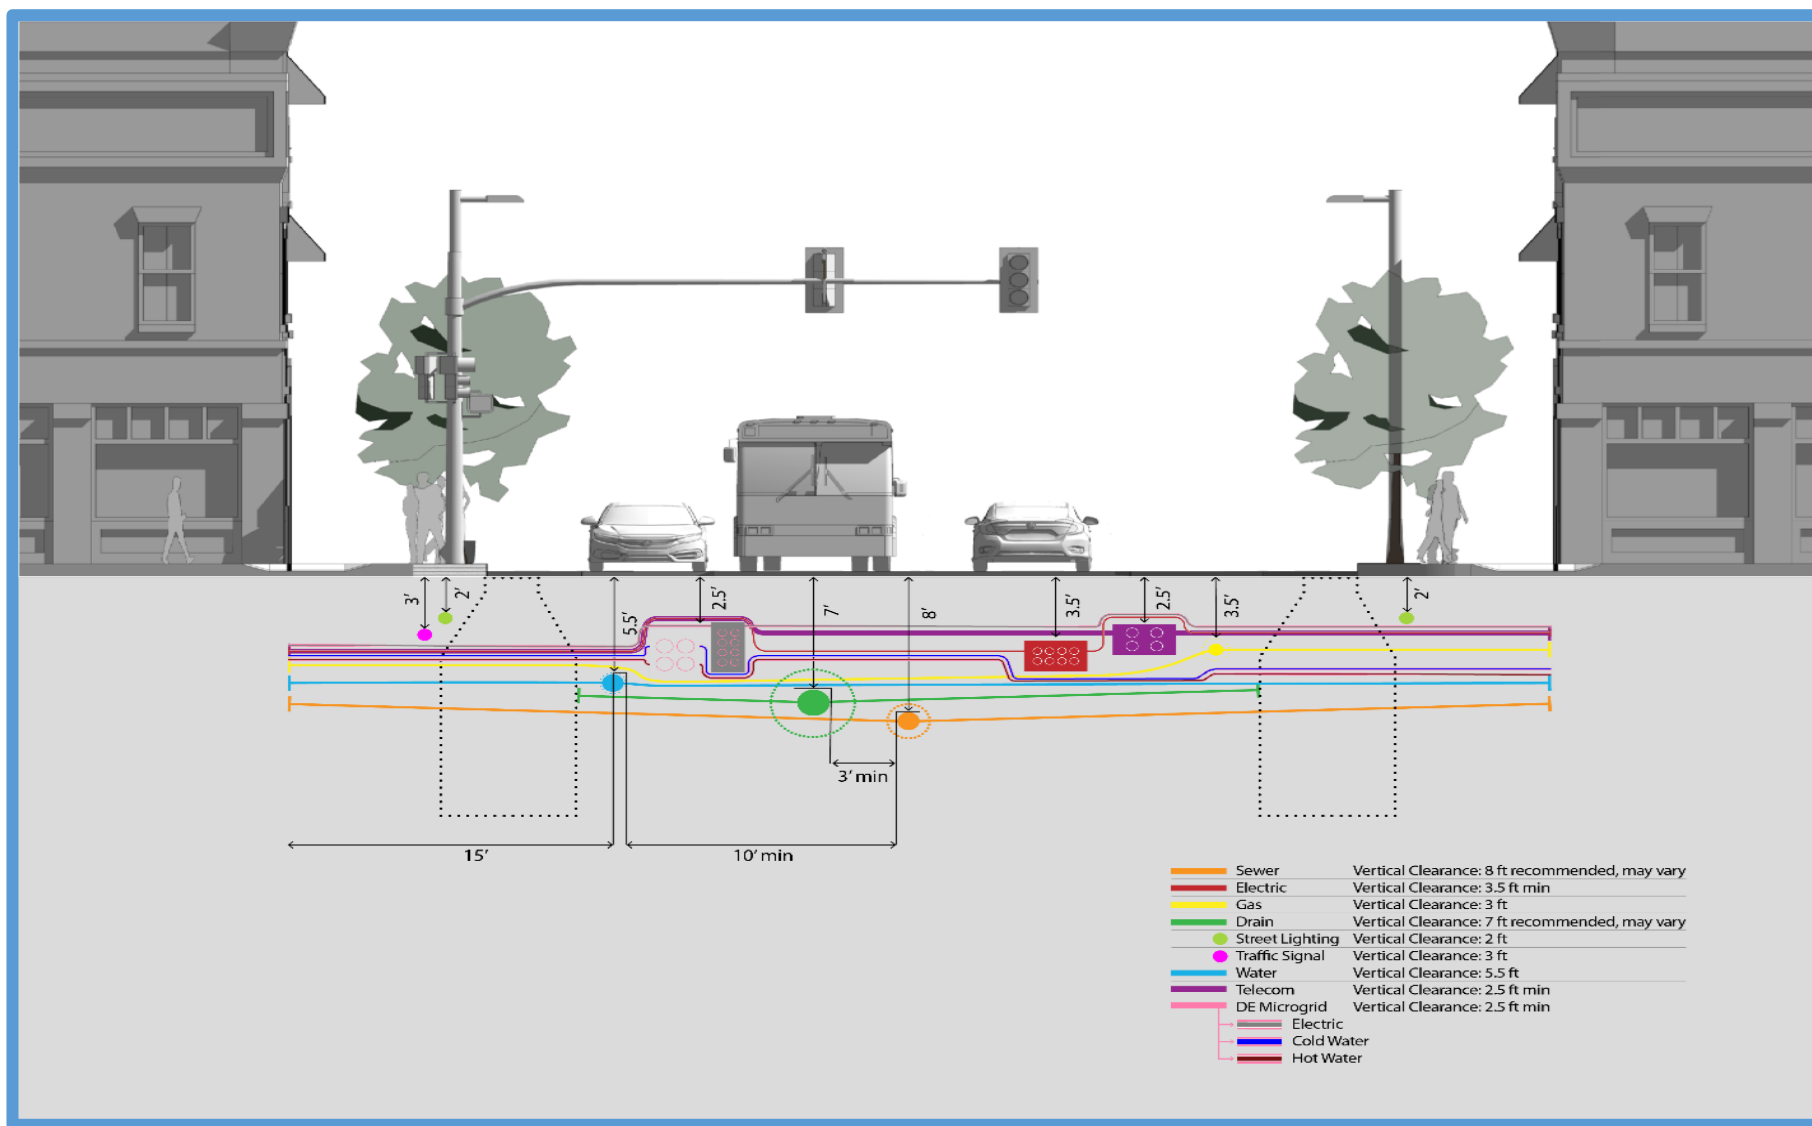 3'
2'
5.5'
2.5'
7'
8'
3.5'
2.5'
3.5'
2'
3' min
15'
10' min
Sewer Vertical Clearance: 8 ft recommended, may vary
Electric Vertical Clearance: 3.5 ft min
Gas Vertical Clearance: 3 ft
Drain Vertical Clearance: 7 ft recommended, may vary
Street Lighting Vertical Clearance: 2 ft
Traffic Signal Vertical Clearance: 3 ft
Water Vertical Clearance: 5.5 ft
Telecom Vertical Clearance: 2.5 ft min
DE Microgrid Vertical Clearance: 2.5 ft min
Electric
Cold Water
Hot Water